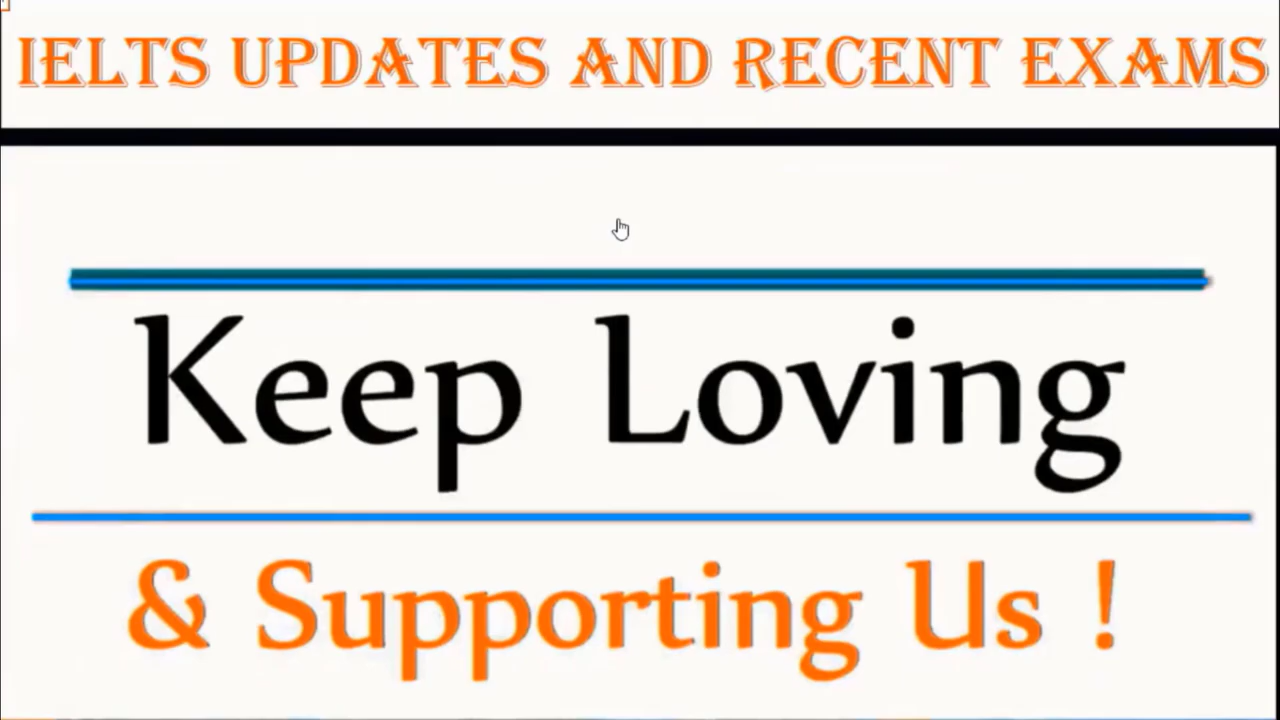 IELTS UPDATES AND RECENT EXAMS
Keep Loving
& Supporting Us !